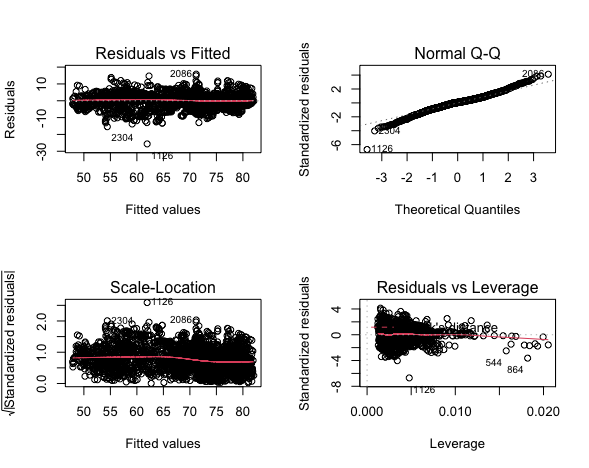 Residuals vs Fitted
Residuals
10
-10
-30
2086
2304
1126
50 55 60 65 70 75 80
Fitted values
Normal Q-Q
Standardized residuals
2
-2
-6
2086
2304
1126
-3 -2 -1 0 1 2 3
Theoretical Quantiles
Scale-Location
√|Standardized residuals|
2.0
1.0
0.0
1126
2304
2086
50 55 60 65 70 75 80
Fitted values
Residuals vs Leverage
Standardized residuals
4
0
-4
-8
distance
544
864
1126
0.000 0.010 0.020
Leverage